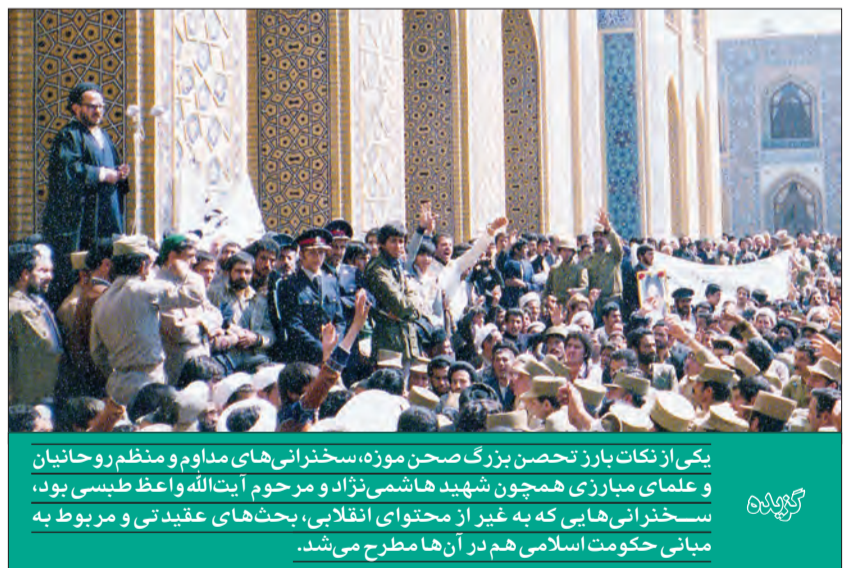 یکی از نکات بارز تحصن بزرگ صحن موزه، سخنرانی‌های مداوم و منظم روحانیان
و علمای مبارزی همچون شهید هاشمی‌نژاد و مرحوم آیت‌الله واعظ طبسی بود،
ســخنرانی‌هایی که به غیر از محتوای انقلابی، بحث‌های عقیدتی و مربوط به
مبانی حکومت اسلامی هم در آن‌ها مطرح می‌شد.
گزیده